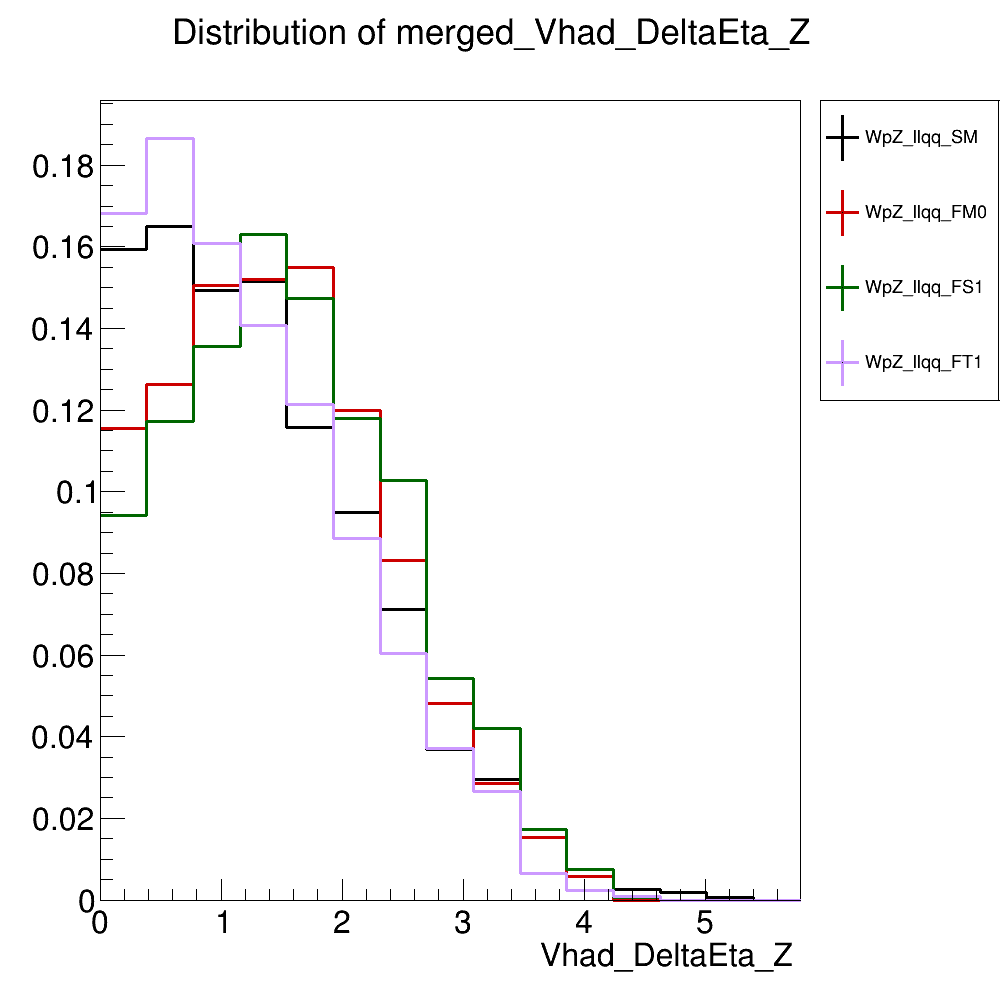 Distribution of merged_Vhad_DeltaEta_Z
0.18
0.16
0.14
0.12
0.1
0.08
0.06
0.04
0.02
0
0 1 2 3 4 5
Vhad_DeltaEta_Z
WpZ_llqq_SM
WpZ_llqq_FM0
WpZ_llqq_FS1
WpZ_llqq_FT1